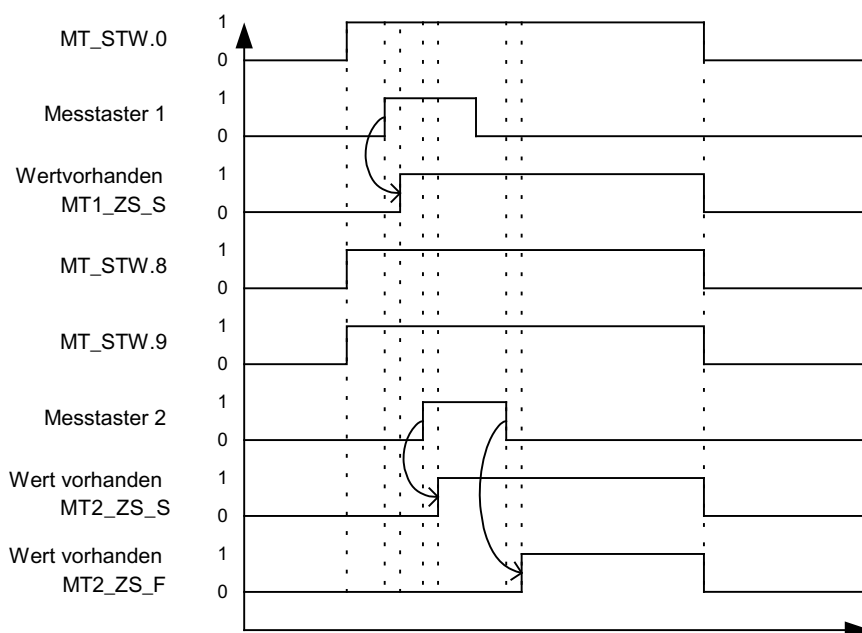 MT_STW.0 1
0
Messtaster 1 1
0
Wertvorhanden 1
MT1_ZS_S 0
MT_STW.8 1
0
MT_STW.9 1
0
Messtaster 2 1
0
Wert vorhanden 1
MT2_ZS_S 0
Wert vorhanden 1
MT2_ZS_F 0